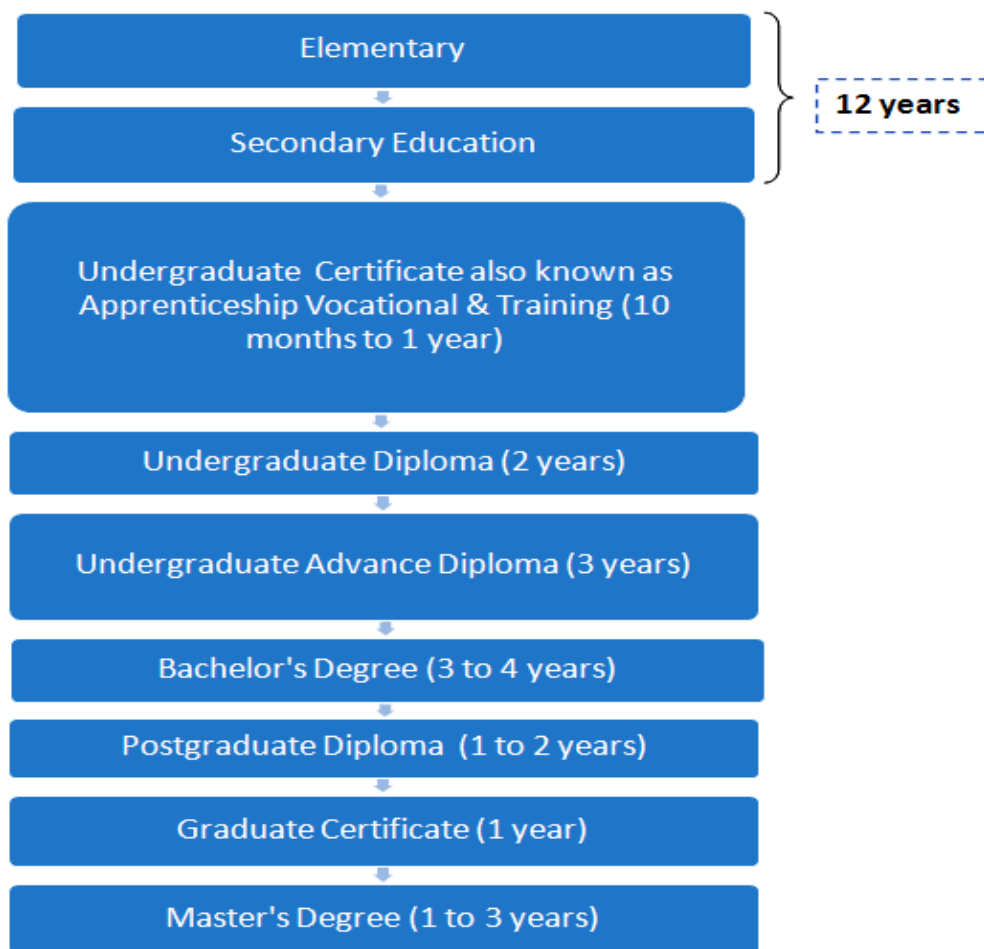 Elementary
12 years
Secondary Education
Undergraduate Certificate also known as
Apprenticeship Vocational & Training (10
months to 1 year)
Undergraduate Diploma (2 years)
Undergraduate Advance Diploma (3 years)
Bachelor's Degree (3 to 4 years)
Postgraduate Diploma (1 to 2 years)
Graduate Certificate (1 year)
Master's Degree (1 to 3 years)